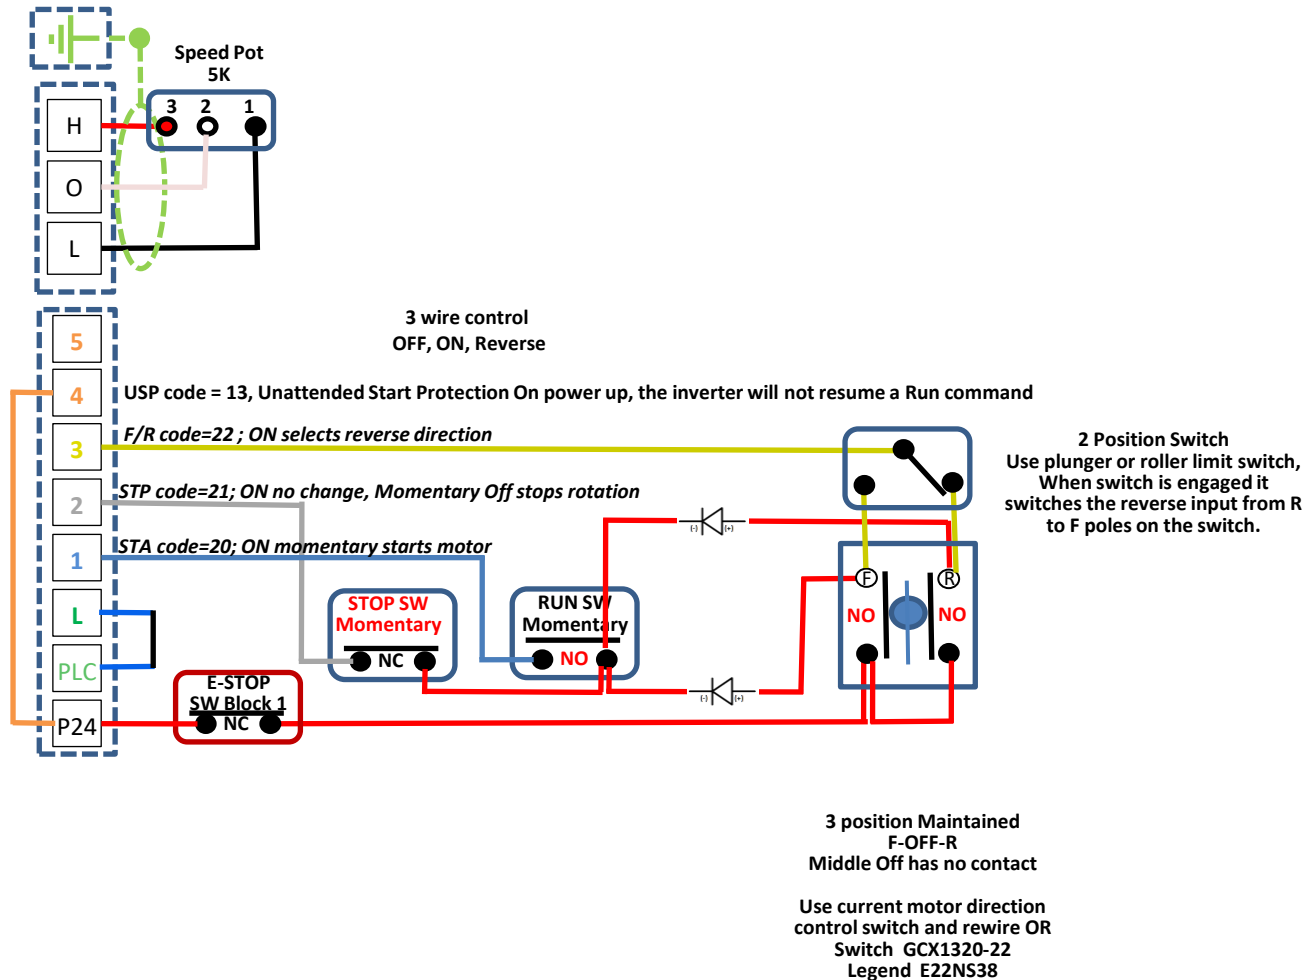 Speed Pot
5K
3 2 1
H
O
L
3 wire control
OFF, ON, Reverse
5
4
USP code = 13, Unattended Start Protection On power up, the inverter will not resume a Run command
3
F/R code=22 ; ON selects reverse direction
2 Position Switch
Use plunger or roller limit switch,
When switch is engaged it
switches the reverse input from R
to F poles on the switch.
2
STP code=21; ON no change, Momentary Off stops rotation
(-) (+)
1
STA code=20; ON momentary starts motor
F R
NO NO
L
STOP SW
Momentary
NC
RUN SW
Momentary
NO
PLC
(-) (+)
E-STOP
SW Block 1
NC
P24
3 position Maintained
F-OFF-R
Middle Off has no contact
Use current motor direction
control switch and rewire OR
Switch GCX1320-22
Legend E22NS38